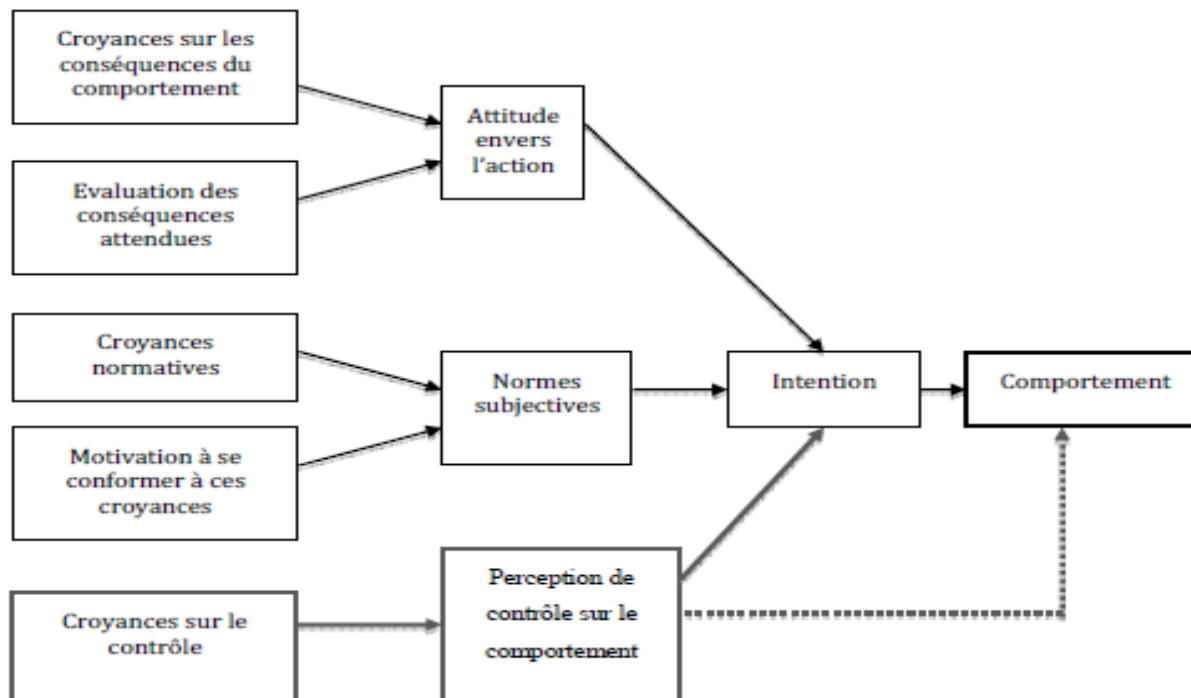 Croyances sur les
conséquences du
comportement
Evaluation des
conséquences
attendues
Attitude
envers
l'action
Croyances
normatives
Motivation à se
conformer à ces
croyances
Normes
subjectives
Intention
Comportement
Croyances sur le
contrôle
Perception de
contrôle sur le
comportement